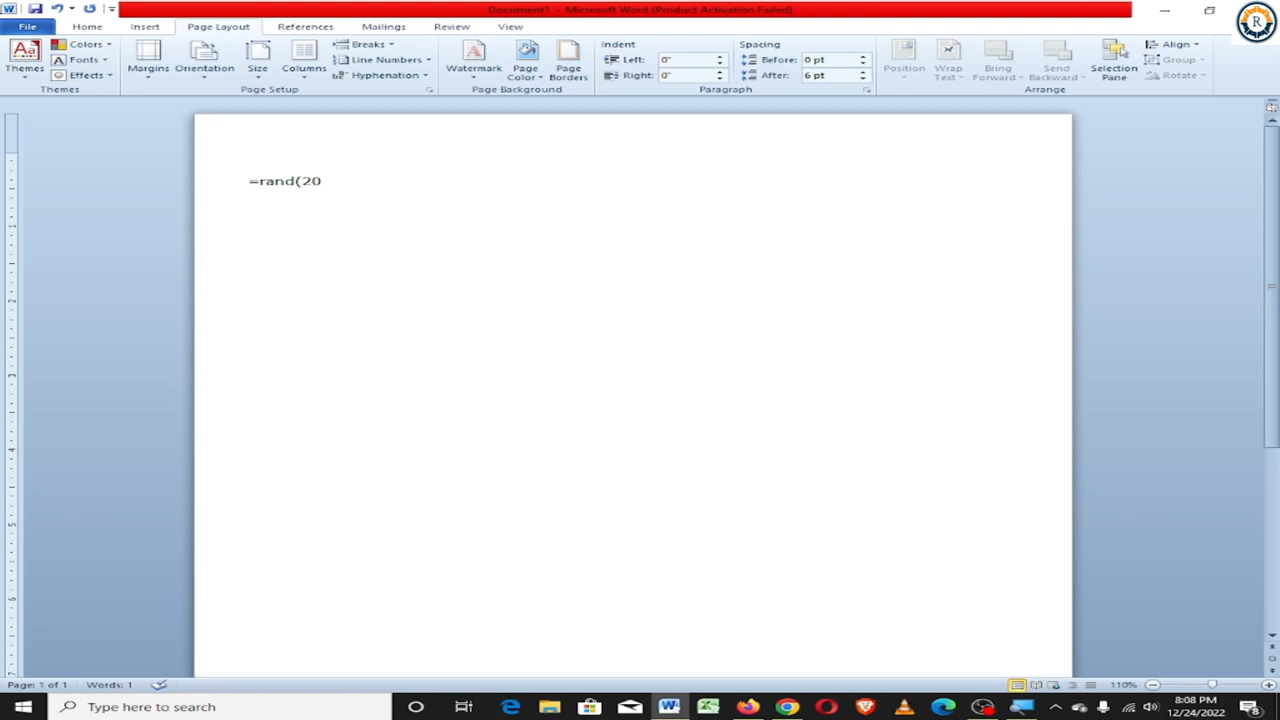 Document1 - Microsoft Word (Product Activation Failed)
File Home Insert Page Layout References Mailings Review View
Themes Colors Fonts Effects
Margins Orientation Size Columns Breaks Line Numbers Hyphenation
Watermark Page Color Page Borders
Indent Left: 0" Right: 0"
Spacing Before: 0 pt After: 6 pt
Position Wrap Text Bring Forward Send Backward Selection Pane Align Group Rotate
Themes Page Setup Page Background Paragraph Arrange
=rand(20
Page: 1 of 1 Words: 1 110%
Type here to search
8:08 PM
12/24/2022
8